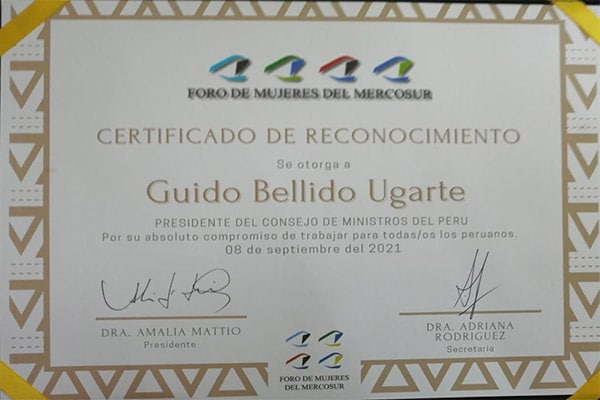 FORO DE MUJERES DEL MERCOSUR
CERTIFICADO DE RECONOCIMIENTO
Se otorga a
Guido Bellido Ugarte
PRESIDENTE DEL CONSEJO DE MINISTROS DEL PERU
Por su absoluto compromiso de trabajar para todas/os los peruanos.
08 de septiembre del 2021
DRA. AMALIA MATTIO
Presidente
DRA. ADRIANA
RODRIGUEZ
Secretaria
FORO DE MUJERES
DEL MERCOSUR